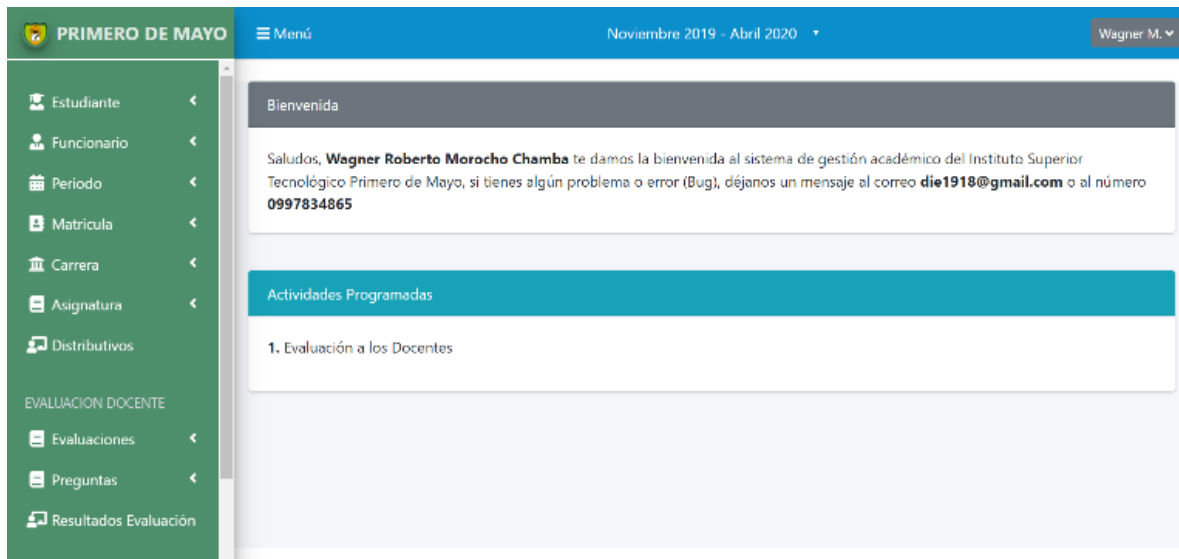 PRIMERO DE MAYO
Menú
Noviembre 2019 - Abril 2020
Wagner M.
Estudiante
Funcionario
Periodo
Matricula
Carrera
Asignatura
Distributivos
EVALUACION DOCENTE
Evaluaciones
Preguntas
Resultados Evaluación
Bienvenida
Saludos, Wagner Roberto Morocho Chamba te damos la bienvenida al sistema de gestión académico del Instituto Superior
Tecnológico Primero de Mayo, si tienes algún problema o error (Bug), déjanos un mensaje al correo die1918@gmail.com o al número
0997834865
Actividades Programadas
1. Evaluación a los Docentes